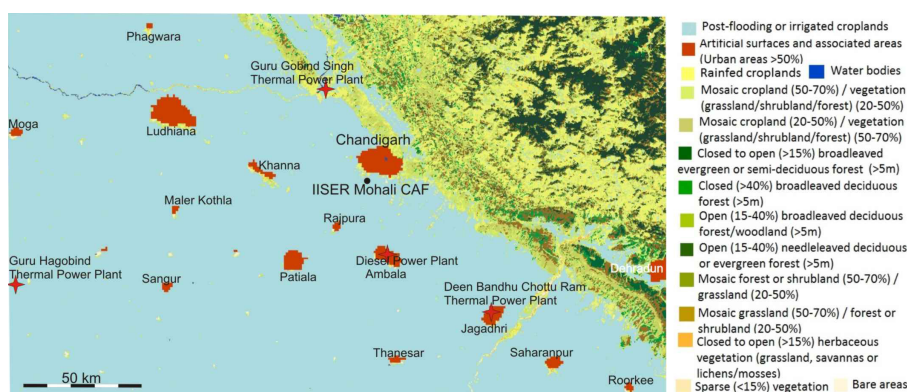 Phagwara
Guru Gobind Singh
Thermal Power Plant
Moga
Ludhiana
Chandigarh
Khanna
IISER Mohali CAF
Maler Kothla
Rajpura
Guru Hagobind
Thermal Power Plant
Sangur
Patiala
Diesel Power Plant
Ambala
Dehradun
Deen Bandhu Chottu Ram
Thermal Power Plant
Jagadhri
Thanesar
Saharanpur
Roorkee
50 km
Post-flooding or irrigated croplands
Artificial surfaces and associated areas
(Urban areas >50%)
Rainfed croplands Water bodies
Mosaic cropland (50-70%) / vegetation
(grassland/shrubland/forest) (20-50%)
Mosaic cropland (20-50%) / vegetation
(grassland/shrubland/forest) (50-70%)
Closed to open (>15%) broadleaved
evergreen or semi-deciduous forest (>5m)
Closed (>40%) broadleaved deciduous
forest (>5m)
Open (15-40%) broadleaved deciduous
forest/woodland (>5m)
Open (15-40%) needleleaved deciduous
or evergreen forest (>5m)
Mosaic forest or shrubland (50-70%) /
grassland (20-50%)
Mosaic grassland (50-70%) / forest or
shrubland (20-50%)
Closed to open (>15%) herbaceous
vegetation (grassland, savannas or
lichens/mosses)
Sparse (<15%) vegetation Bare areas